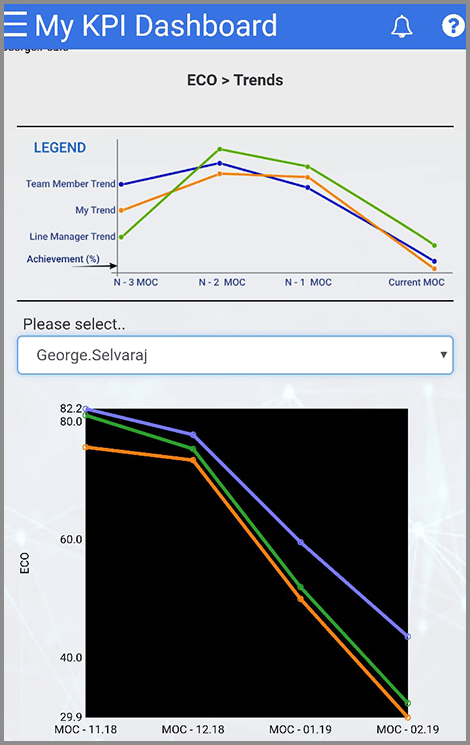 My KPI Dashboard
ECO > Trends
LEGEND
Team Member Trend
My Trend
Line Manager Trend
Achievement (%)
N - 3 MOC N - 2 MOC N - 1 MOC Current MOC
Please select..
George.Selvaraj
82.2
80.0
60.0
ECO
40.0
29.9
MOC - 11.18 MOC - 12.18 MOC - 01.19 MOC - 02.19